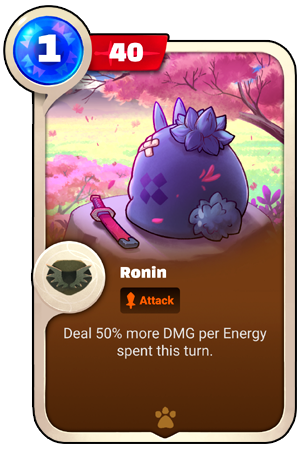 1
40
Ronin
Attack
Deal 50% more DMG per Energy
spent this turn.